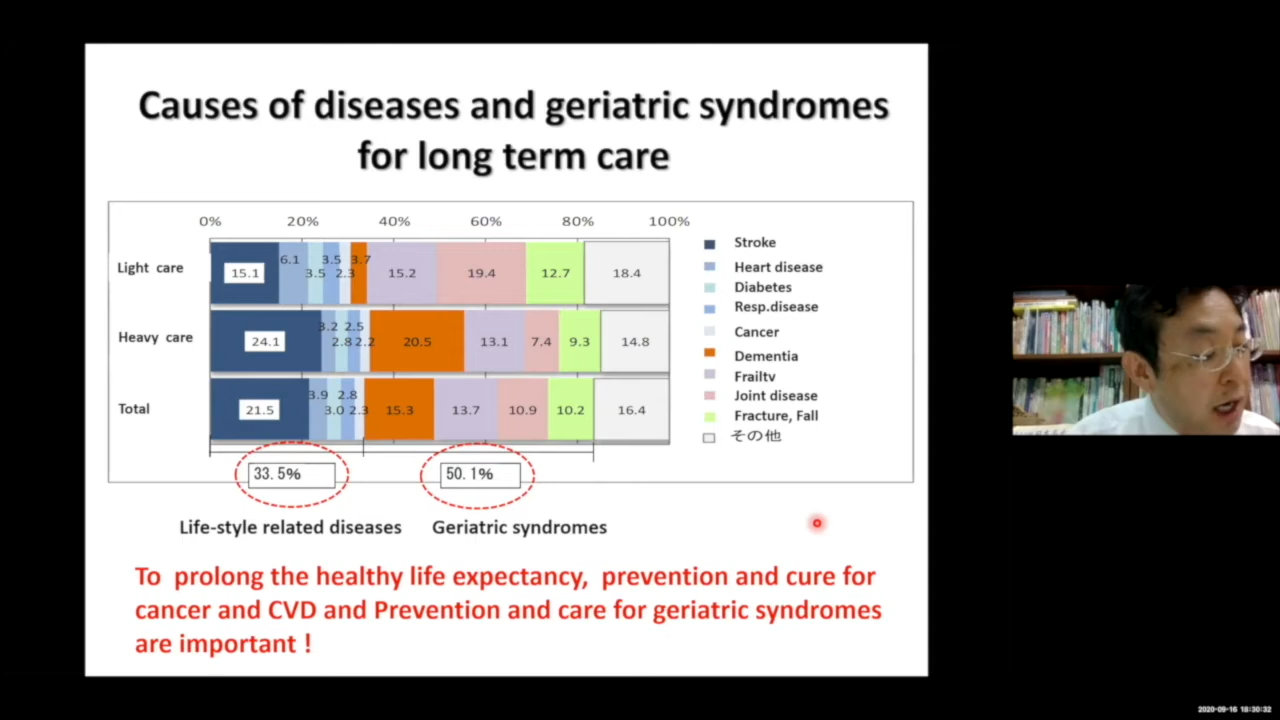 Causes of diseases and geriatric syndromes
for long term care
0% 20% 40% 60% 80% 100%
Light care
15.1 6.1 3.5 3.5 2.3 3.7 15.2 19.4 12.7 18.4
Heavy care
24.1 3.2 2.8 2.5 2.2 20.5 13.1 7.4 9.3 14.8
Total
21.5 3.9 3.0 2.8 2.3 15.3 13.7 10.9 10.2 16.4
Stroke
Heart disease
Diabetes
Resp.disease
Cancer
Dementia
Frailtv
Joint disease
Fracture, Fall
その他
33.5% 50.1%
Life-style related diseases Geriatric syndromes
To prolong the healthy life expectancy, prevention and cure for
cancer and CVD and Prevention and care for geriatric syndromes
are important !
2020-09-16 18:30:32